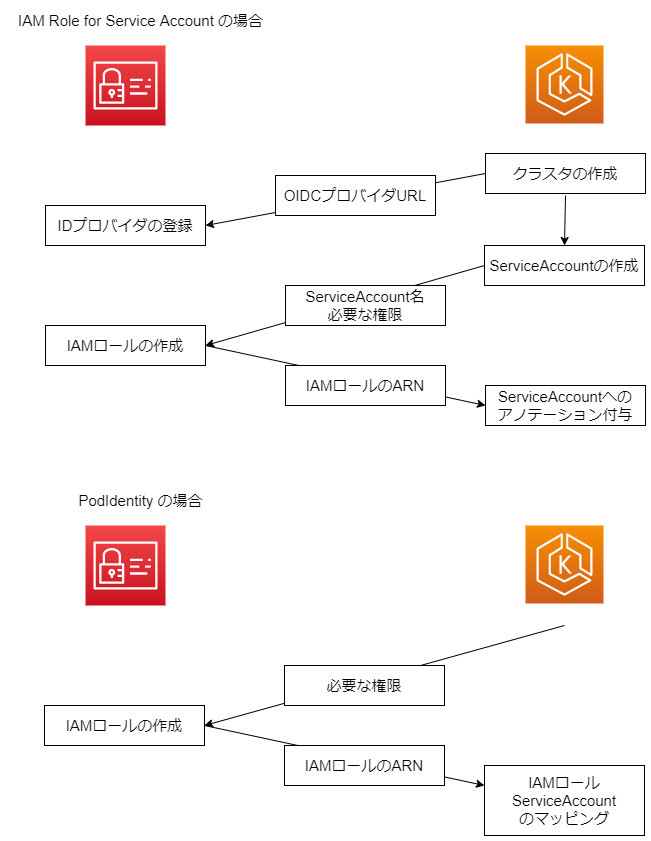 IAM Role for Service Account の場合
K
クラスタの作成
OIDCプロバイダURL
IDプロバイダの登録
ServiceAccountの作成
ServiceAccount名
必要な権限
IAMロールの作成
IAMロールのARN
ServiceAccountへの
アノテーション付与
PodIdentity の場合
K
必要な権限
IAMロールの作成
IAMロールのARN
IAMロール
ServiceAccount
のマッピング